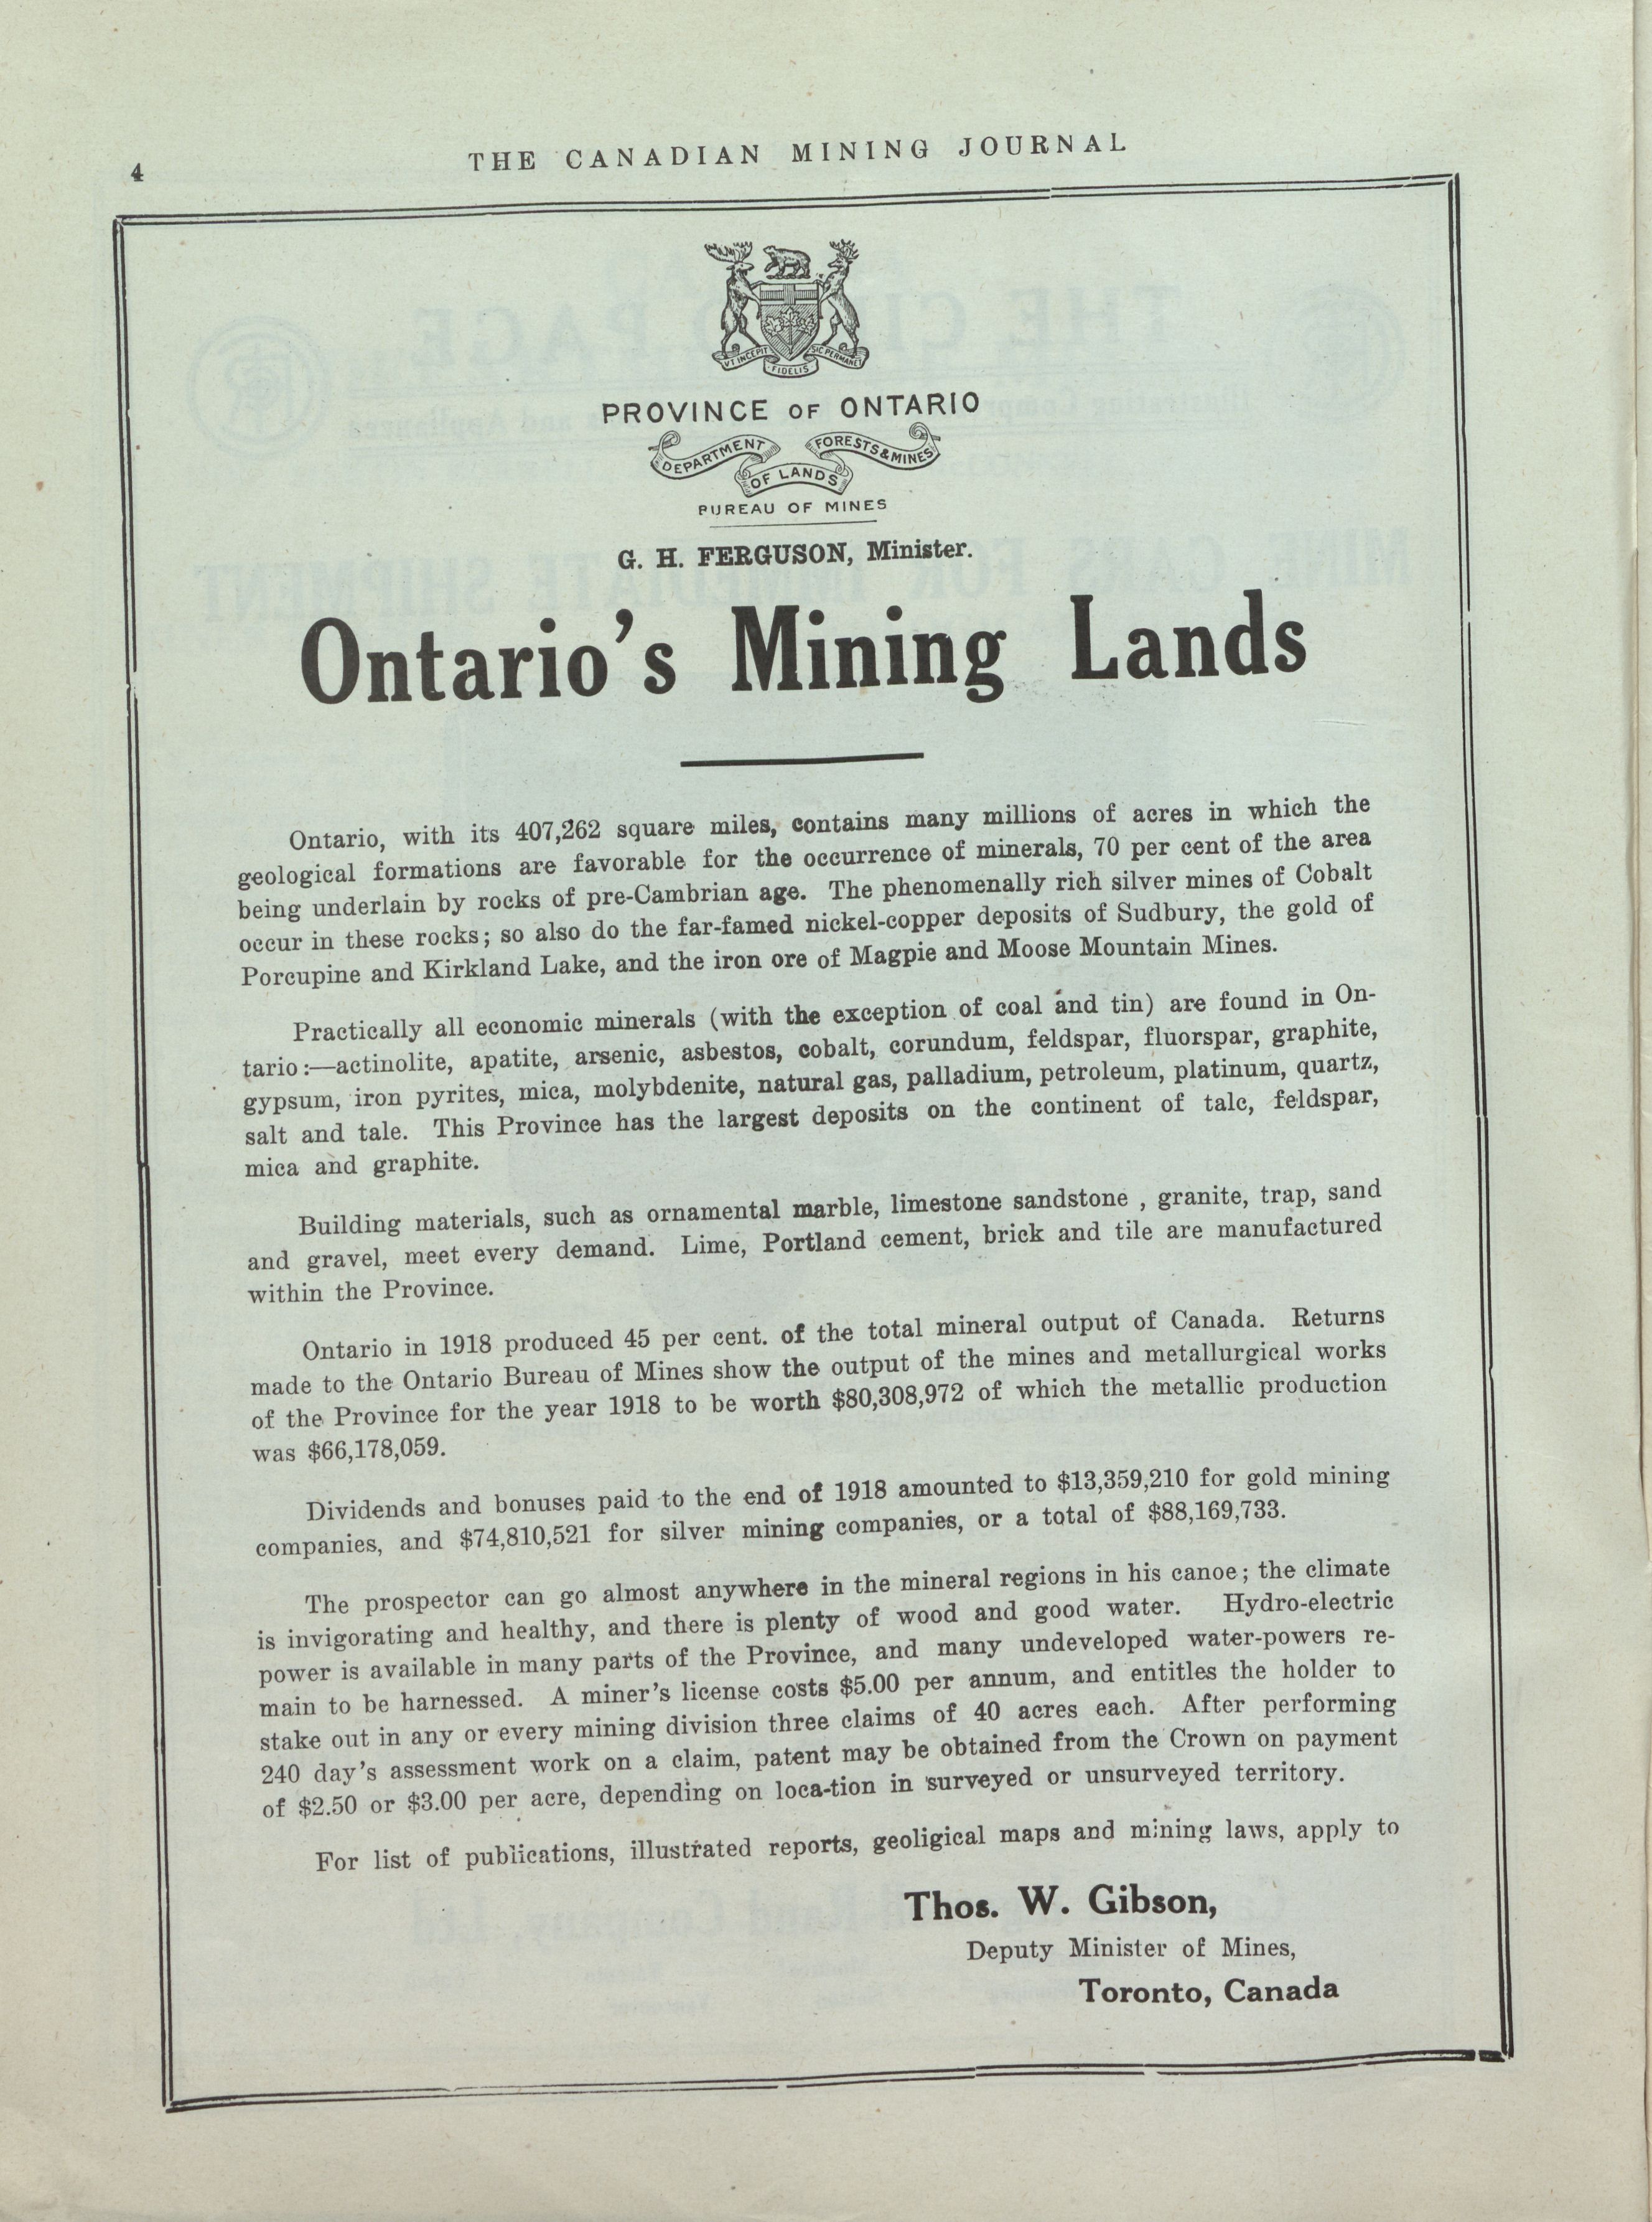 4
THE CANADIAN MINING JOURNAL
VT INCEPIT
SIC PERMANET
FIDELIS
PROVINCE OF ONTARIO
DEPARTMENT
OF LANDS
FORESTS & MINES
BUREAU OF MINES
G. H. FERGUSON, Minister.
Ontario's Mining Lands
Ontario, with its 407,262 square miles, contains many millions of acres in which the
geological formations are favorable for the occurrence of minerals, 70 per cent of the area
being underlain by rocks of pre-Cambrian age. The phenomenally rich silver mines of Cobalt
occur in these rocks; so also do the far-famed nickel-copper deposits of Sudbury, the gold of
Porcupine and Kirkland Lake, and the iron ore of Magpie and Moose Mountain Mines.
Practically all economic minerals (with the exception of coal and tin) are found in On-
tario:—actinolite, apatite, arsenic, asbestos, cobalt, corundum, feldspar, fluorspar, graphite,
gypsum, iron pyrites, mica, molybdenite, natural gas, palladium, petroleum, platinum, quartz,
salt and tale. This Province has the largest deposits on the continent of talc, feldspar,
mica and graphite.
Building materials, such as ornamental marble, limestone sandstone , granite, trap, sand
and gravel, meet every demand. Lime, Portland cement, brick and tile are manufactured
within the Province.
Ontario in 1918 produced 45 per cent. of the total mineral output of Canada. Returns
made to the Ontario Bureau of Mines show the output of the mines and metallurgical works
of the Province for the year 1918 to be worth $80,308,972 of which the metallic production
was $66,178,059.
Dividends and bonuses paid to the end of 1918 amounted to $13,359,210 for gold mining
companies, and $74,810,521 for silver mining companies, or a total of $88,169,733.
The prospector can go almost anywhere in the mineral regions in his canoe; the climate
is invigorating and healthy, and there is plenty of wood and good water. Hydro-electric
power is available in many parts of the Province, and many undeveloped water-powers re-
main to be harnessed. A miner's license costs $5.00 per annum, and entitles the holder to
stake out in any or every mining division three claims of 40 acres each. After performing
240 day's assessment work on a claim, patent may be obtained from the Crown on payment
of $2.50 or $3.00 per acre, depending on loca-tion in surveyed or unsurveyed territory.
For list of publications, illustrated reports, geoligical maps and mining laws, apply to
Thos. W. Gibson,
Deputy Minister of Mines,
Toronto, Canada